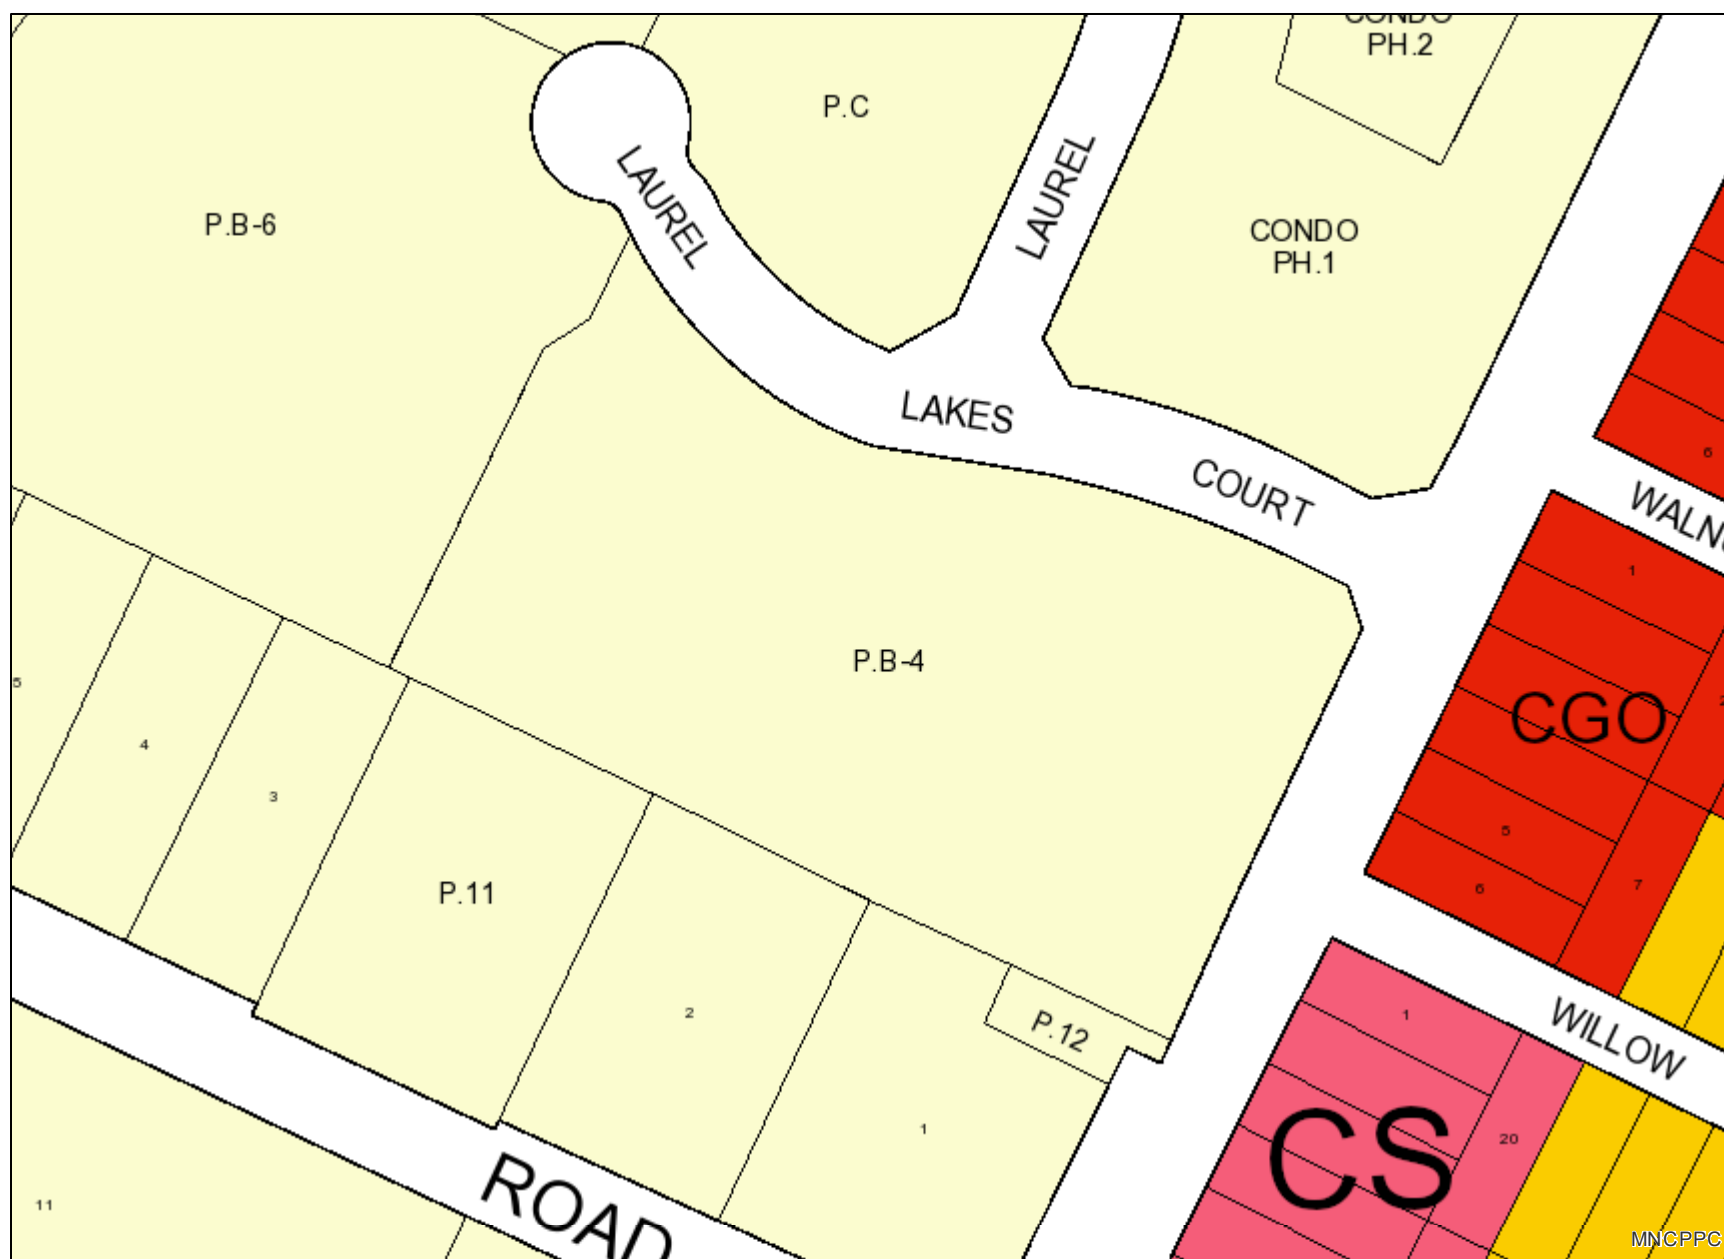 CONDO
PH.2
P.C
LAUREL
LAUREL
P.B-6
CONDO
PH.1
LAKES
COURT
6
1
P.B-4
5
4
3
CGO
5
6
7
P.11
2
P.12
1
1
WILLOW
CS
20
11
ROAD
MNCPPC